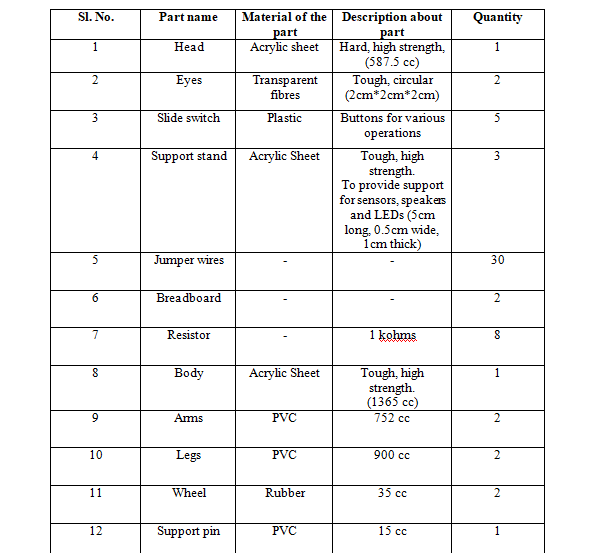 Sl. No. Part name Material of the part Description about part Quantity
1 Head Acrylic sheet Hard, high strength, (587.5 cc) 1
2 Eyes Transparent fibres Tough, circular (2cm*2cm*2cm) 2
3 Slide switch Plastic Buttons for various operations 5
4 Support stand Acrylic Sheet Tough, high strength. To provide support for sensors, speakers and LEDs (5cm long, 0.5cm wide, 1cm thick) 3
5 Jumper wires - - 30
6 Breadboard - - 2
7 Resistor - 1 kohms 8
8 Body Acrylic Sheet Tough, high strength. (1365 cc) 1
9 Arms PVC 752 cc 2
10 Legs PVC 900 cc 2
11 Wheel Rubber 35 cc 2
12 Support pin PVC 15 cc 1